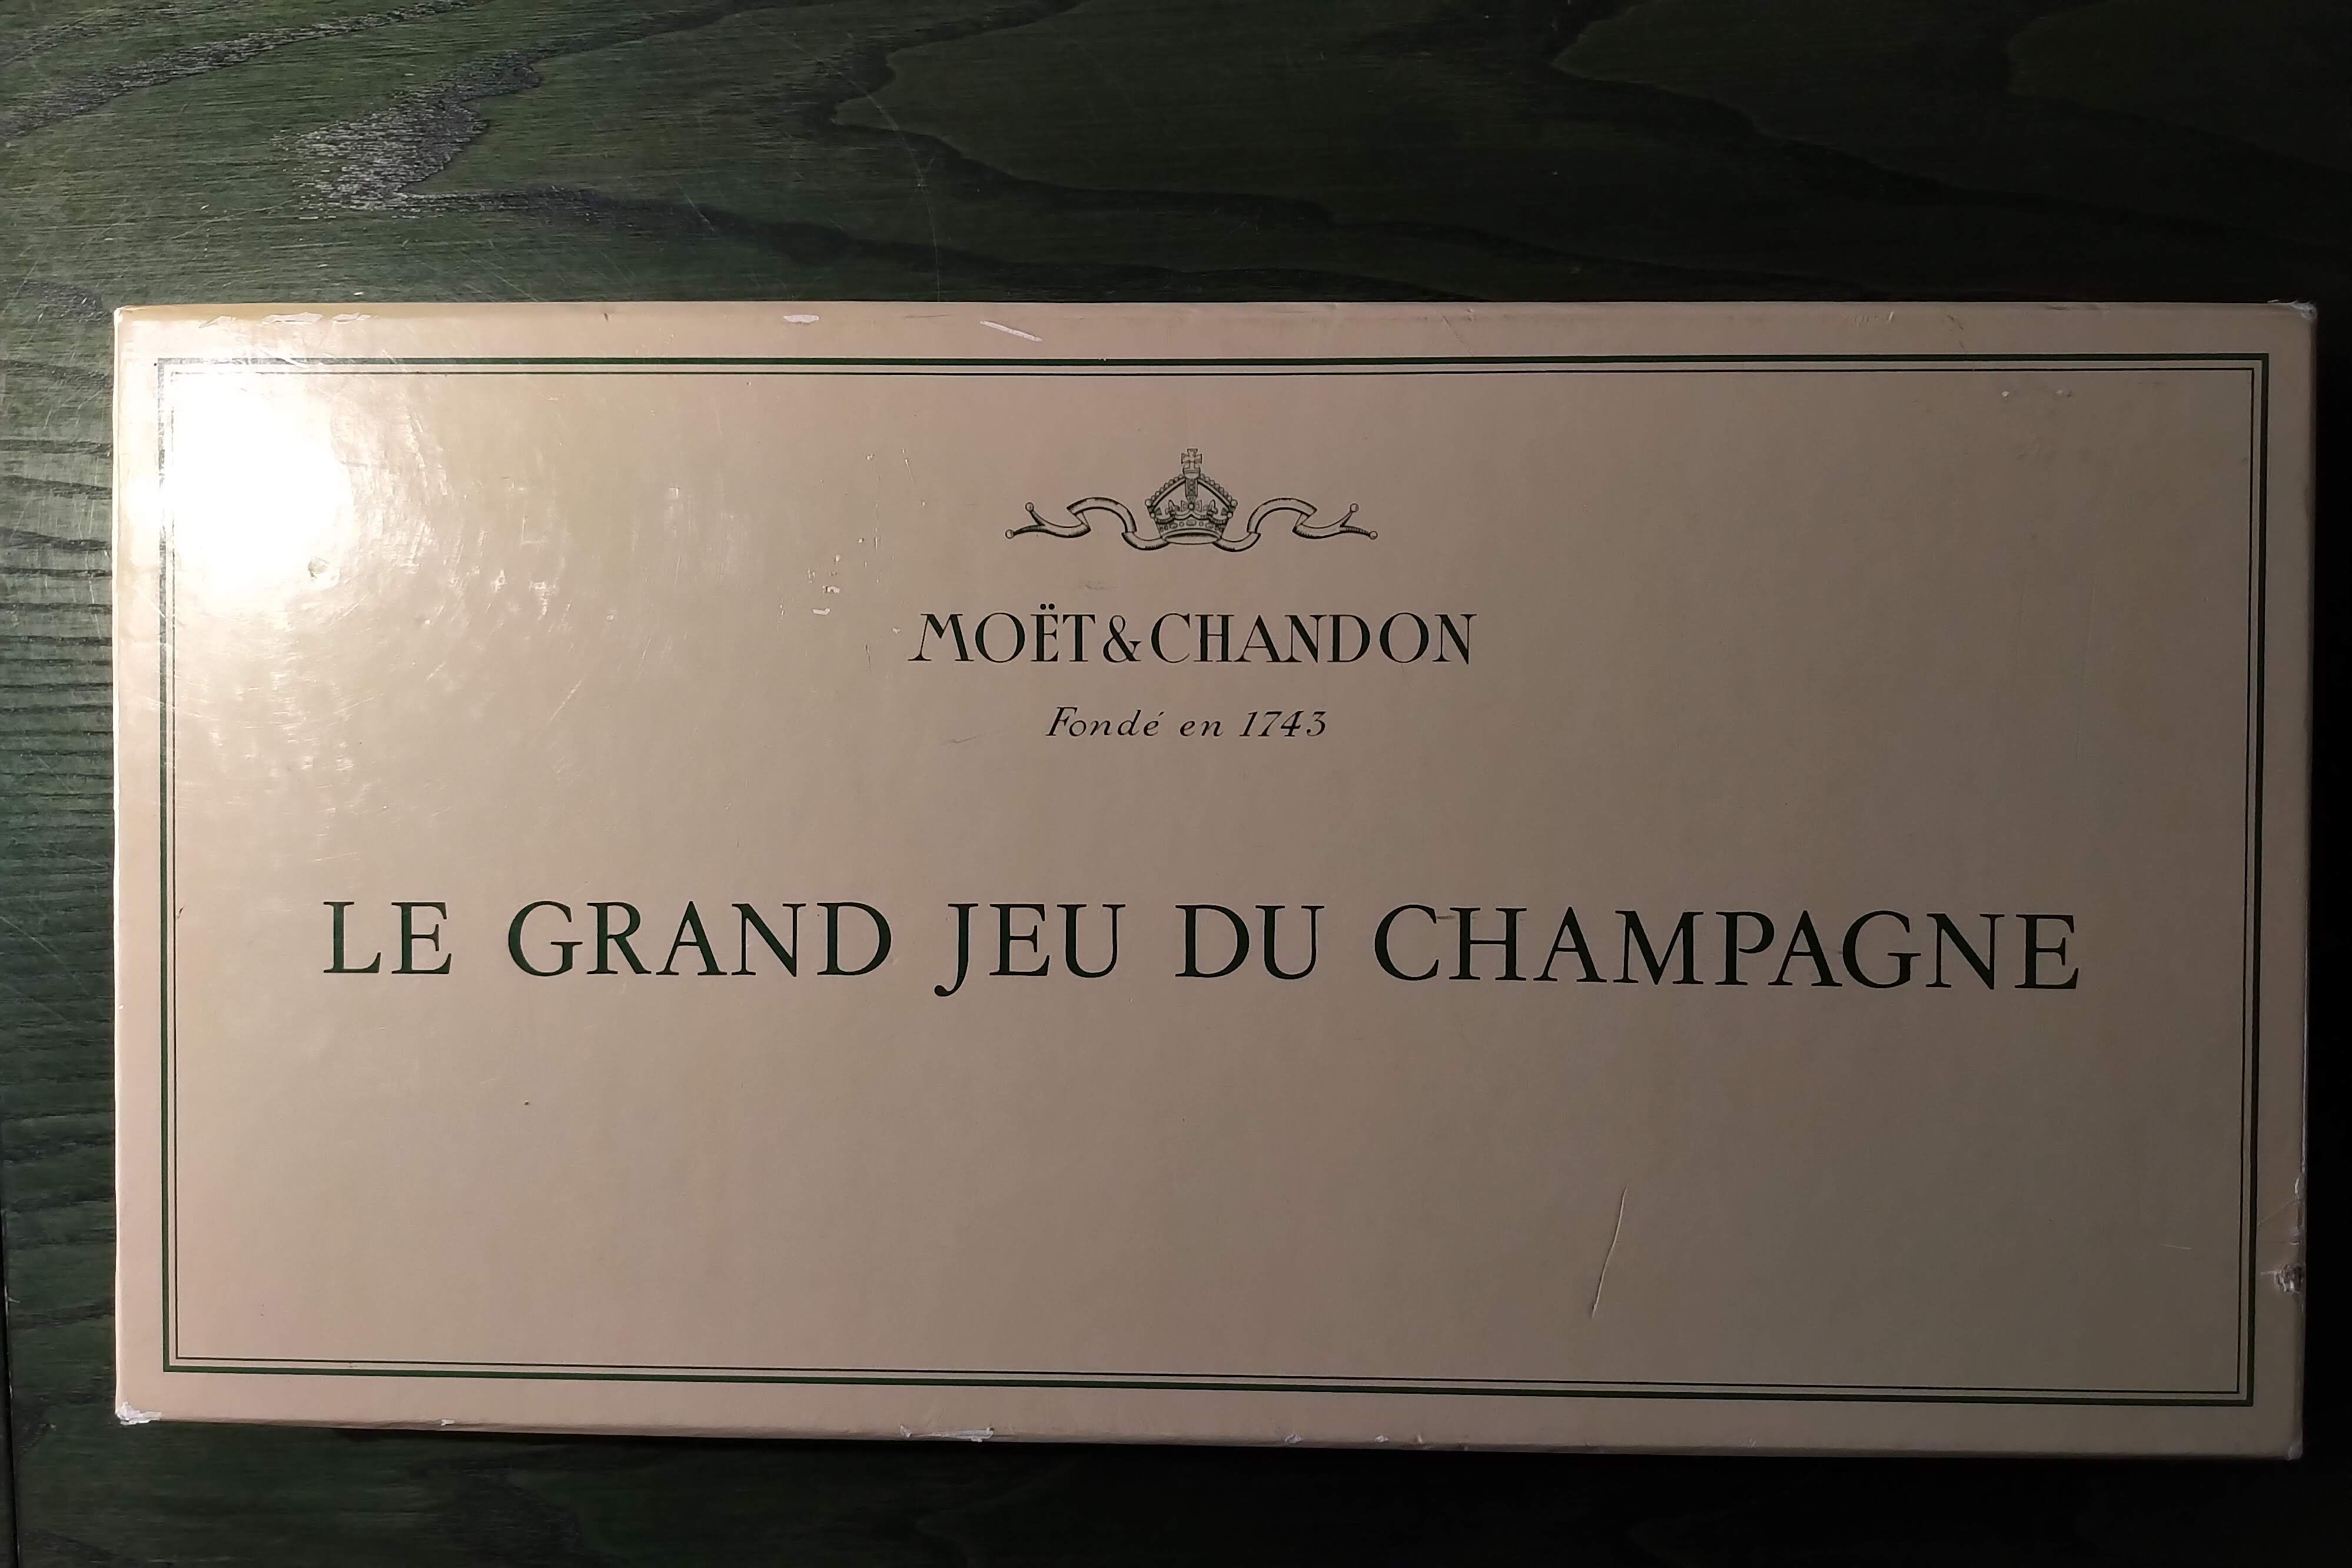 MOËT & CHANDON
Fondé en 1743
LE GRAND JEU DU CHAMPAGNE